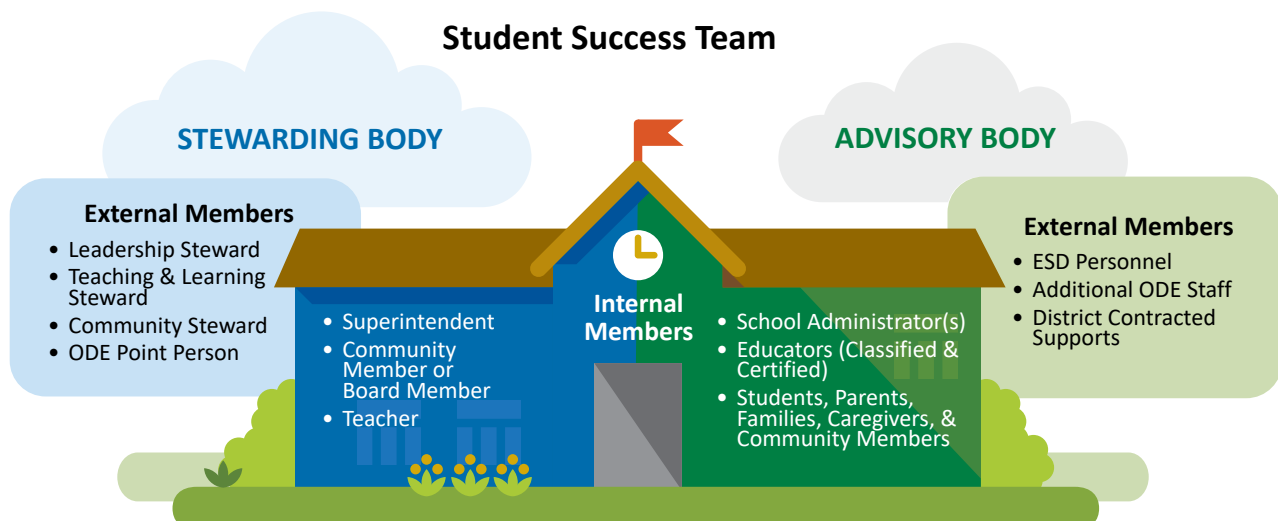 Student Success Team
STEWARDING BODY
External Members
• Leadership Steward
• Teaching & Learning
Steward
• Community Steward
• ODE Point Person
Internal
Members
• Superintendent
• Community
Member or
Board Member
• Teacher
• School Administrator(s)
• Educators (Classified &
Certified)
• Students, Parents,
Families, Caregivers, &
Community Members
ADVISORY BODY
External Members
• ESD Personnel
• Additional ODE Staff
• District Contracted
Supports